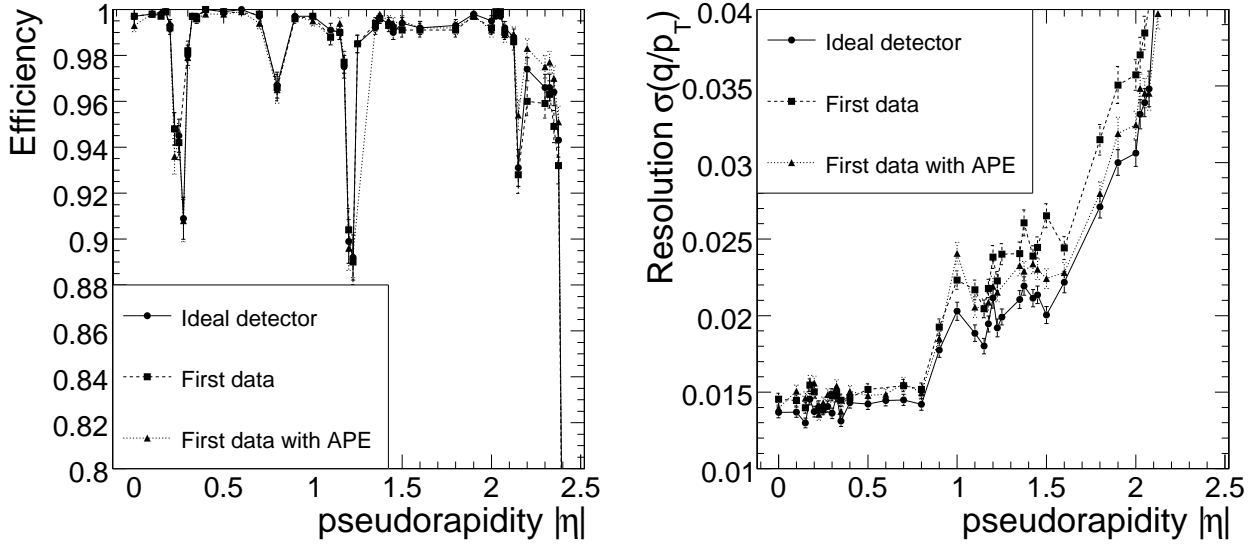 Efficiency
1
0.98
0.96
0.94
0.92
0.9
0.88
0.86
0.84
0.82
0.8
Ideal detector
First data
First data with APE
0 0.5 1 1.5 2 2.5
pseudorapidity |η|
Resolution σ(q/p_T)
0.04
0.035
0.03
0.025
0.02
0.015
0.01
Ideal detector
First data
First data with APE
0 0.5 1 1.5 2 2.5
pseudorapidity |η|